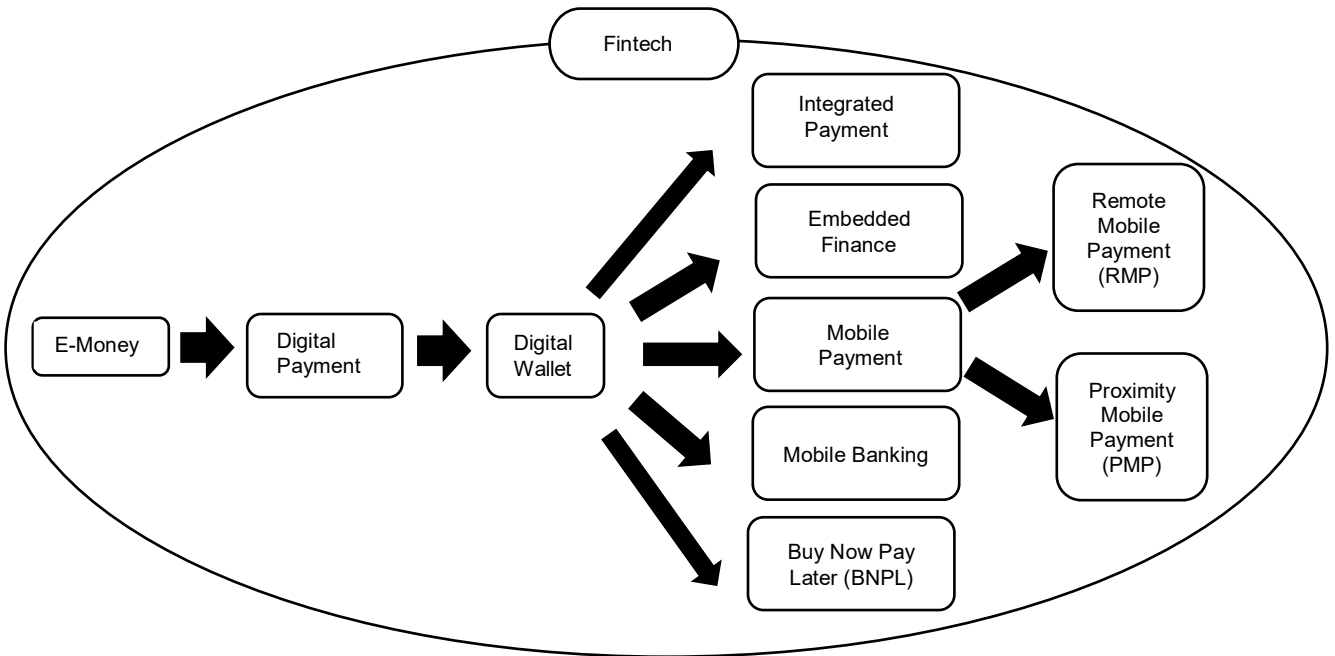 Fintech
Integrated
Payment
Embedded
Finance
Remote
Mobile
Payment
(RMP)
E-Money
Digital
Payment
Digital
Wallet
Mobile
Payment
Proximity
Mobile
Payment
(PMP)
Mobile Banking
Buy Now Pay
Later (BNPL)